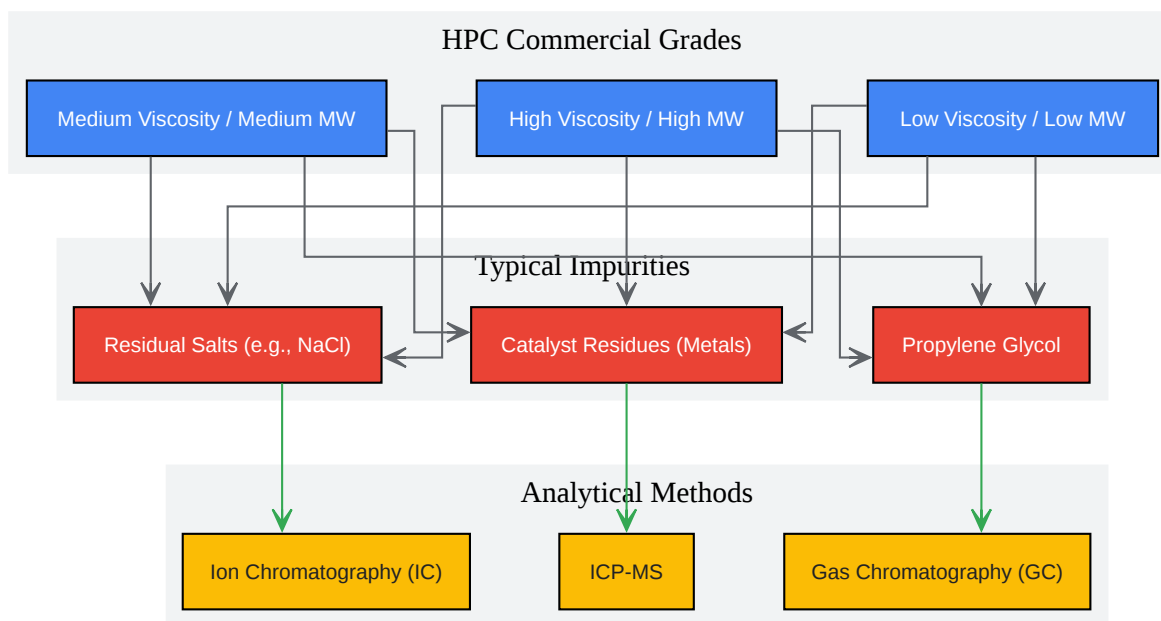 HPC Commercial Grades
Medium Viscosity / Medium MW
High Viscosity / High MW
Low Viscosity / Low MW
Typical Impurities
Residual Salts (e.g., NaCl)
Catalyst Residues (Metals)
Propylene Glycol
Analytical Methods
Ion Chromatography (IC)
ICP-MS
Gas Chromatography (GC)